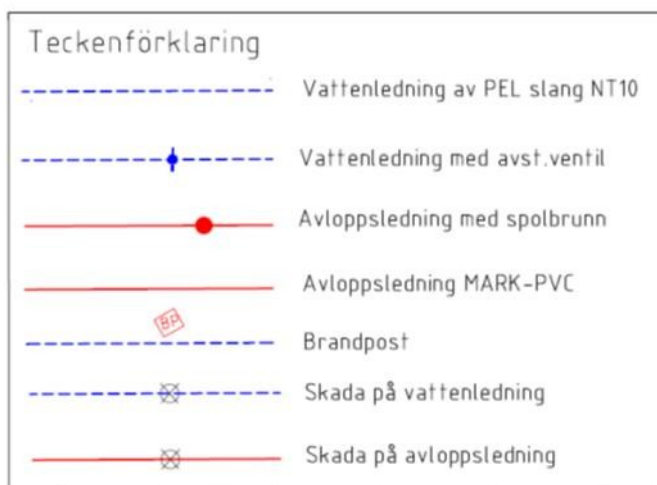 Teckenförklaring
Vattenledning av PEL slang NT10
Vattenledning med avst.ventil
Avloppsledning med spolbrunn
Avloppsledning MARK-PVC
BP
Brandpost
Skada på vattenledning
Skada på avloppsledning